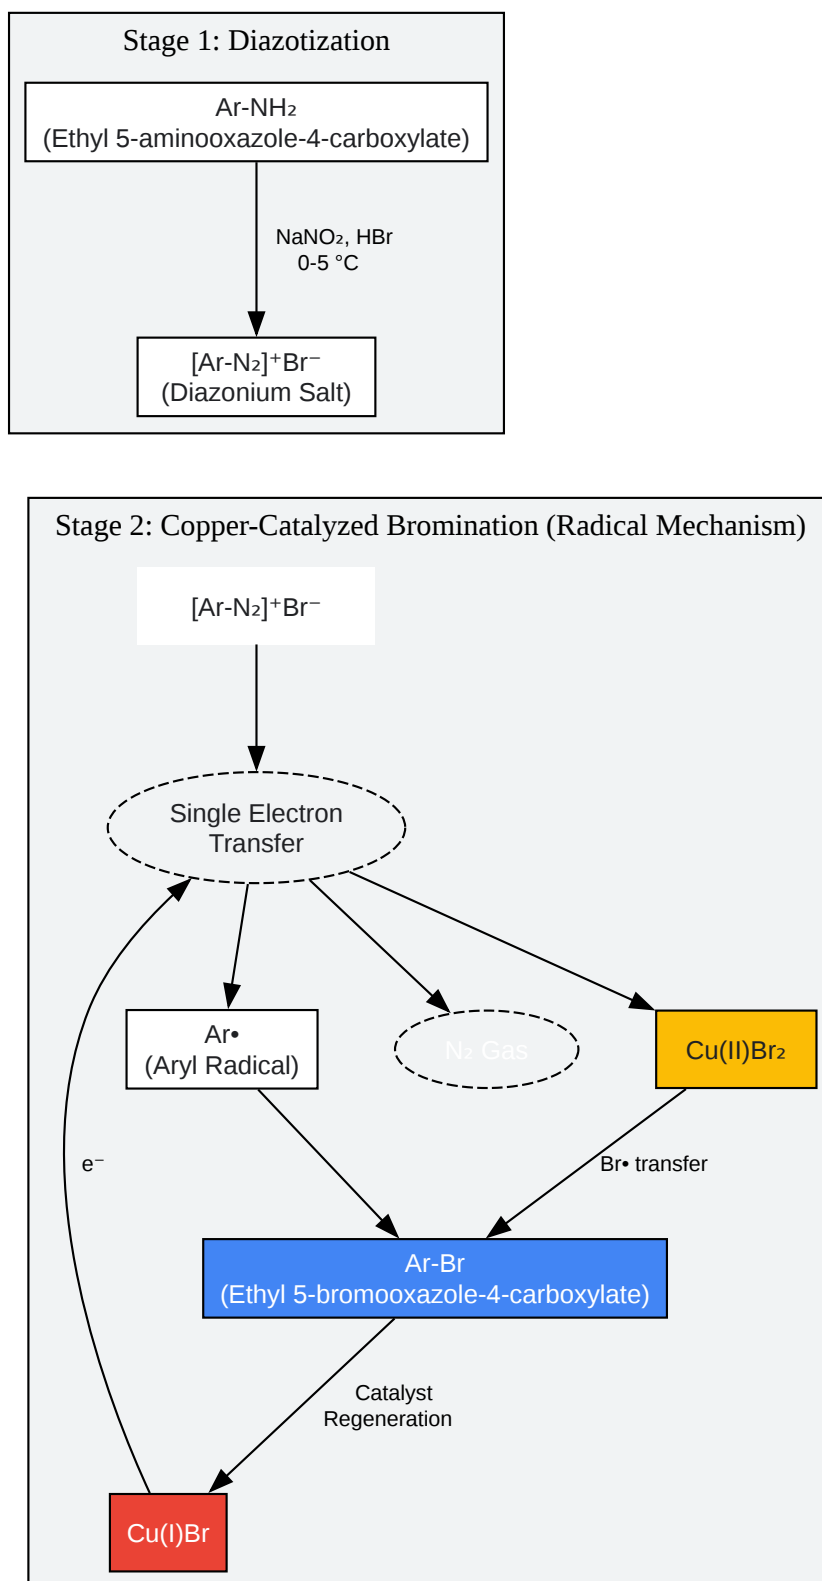 Stage 1: Diazotization
Ar-NH₂
(Ethyl 5-aminooxazole-4-carboxylate)
NaNO₂, HBr
0-5 °C
[Ar-N₂]⁺Br⁻
(Diazonium Salt)
Stage 2: Copper-Catalyzed Bromination (Radical Mechanism)
[Ar-N₂]⁺Br⁻
Single Electron
Transfer
Ar•
(Aryl Radical)
N₂ Gas
Cu(II)Br₂
e⁻
Br• transfer
Ar-Br
(Ethyl 5-bromooxazole-4-carboxylate)
Catalyst
Regeneration
Cu(I)Br